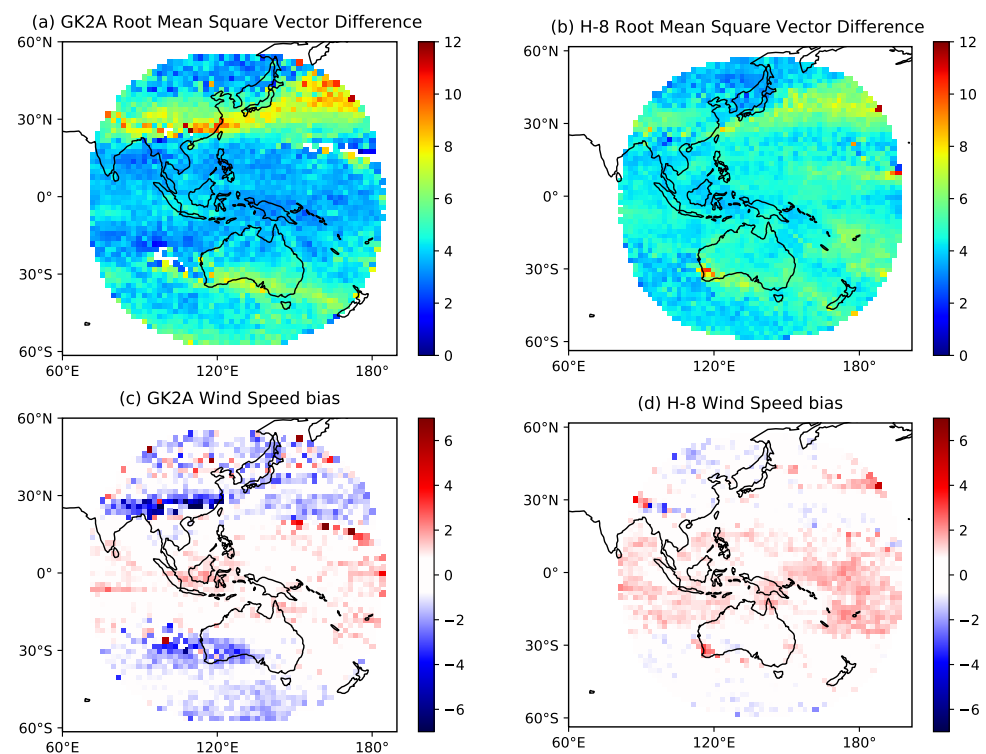 (a) GK2A Root Mean Square Vector Difference
60°N
30°N
0°
30°S
60°S
60°E
120°E
180°
12
10
8
6
4
2
0
(b) H-8 Root Mean Square Vector Difference
60°N
30°N
0°
30°S
60°S
60°E
120°E
180°
12
10
8
6
4
2
0
(c) GK2A Wind Speed bias
60°N
30°N
0°
30°S
60°S
60°E
120°E
180°
6
4
2
0
−2
−4
−6
(d) H-8 Wind Speed bias
60°N
30°N
0°
30°S
60°S
60°E
120°E
180°
6
4
2
0
−2
−4
−6